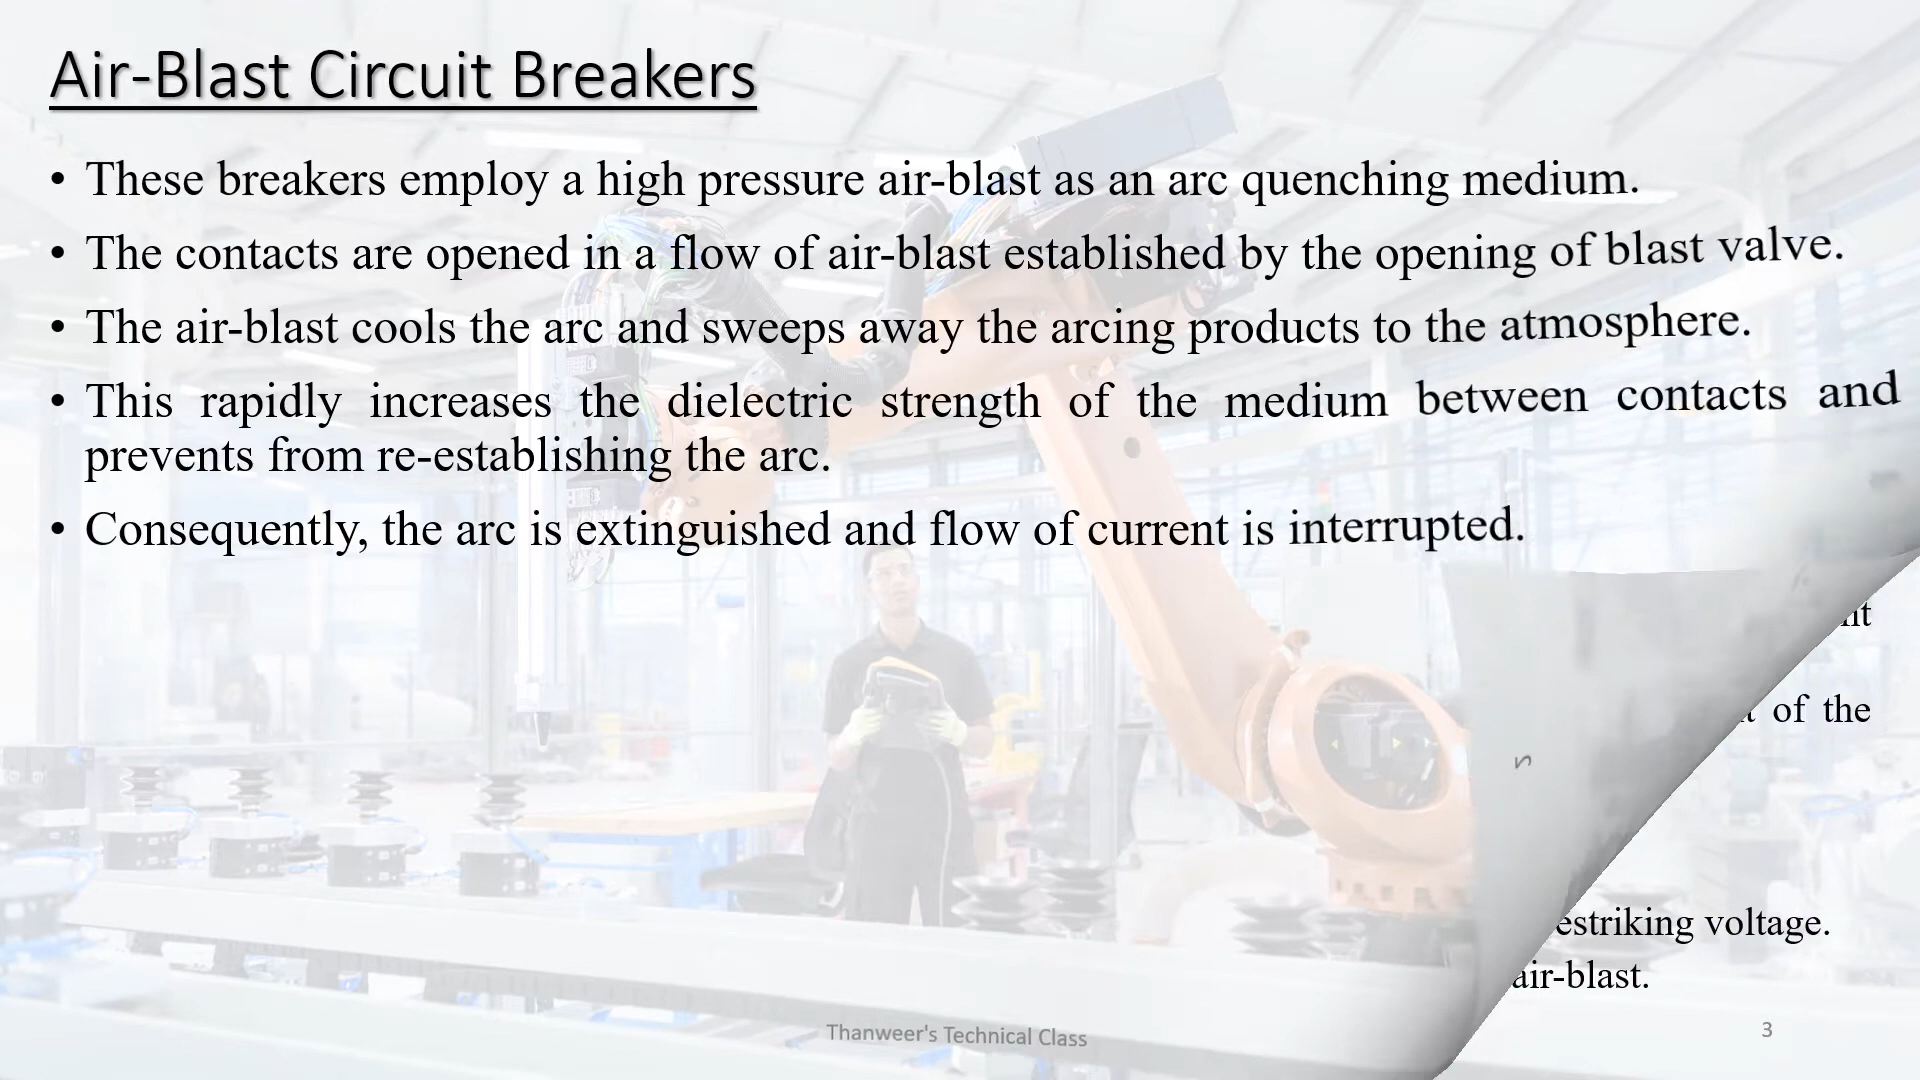 Air-Blast Circuit Breakers
• These breakers employ a high pressure air-blast as an arc quenching medium.
• The contacts are opened in a flow of air-blast established by the opening of blast valve.
• The air-blast cools the arc and sweeps away the arcing products to the atmosphere.
• This rapidly increases the dielectric strength of the medium between contacts and
prevents from re-establishing the arc.
• Consequently, the arc is extinguished and flow of current is interrupted.
of the
voltage.
air-blast.
Thanweer's Technical Class
3